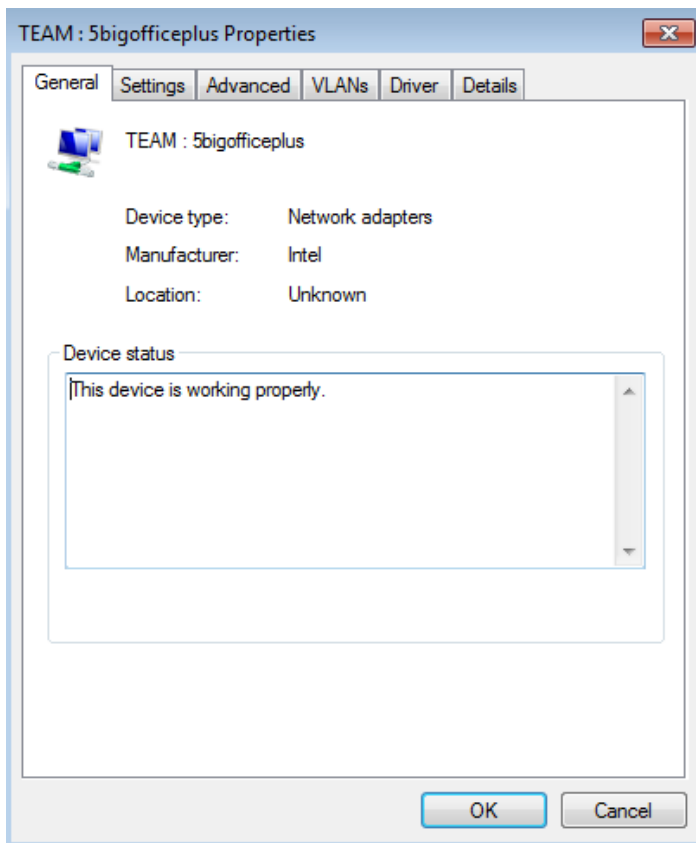 TEAM : 5bigofficeplus Properties
General Settings Advanced VLANs Driver Details
TEAM : 5bigofficeplus
Device type: Network adapters
Manufacturer: Intel
Location: Unknown
Device status
This device is working properly.
OK Cancel